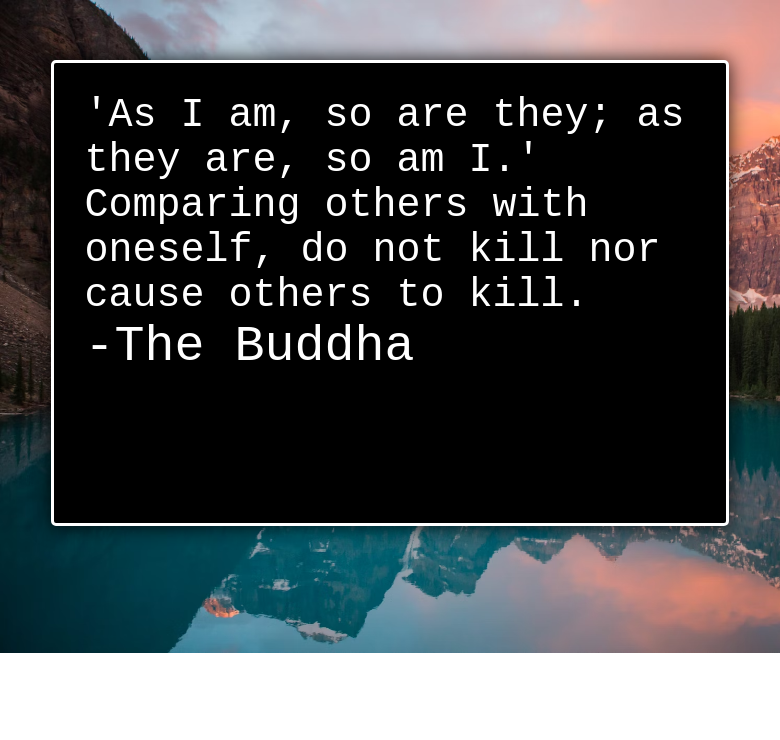 'As I am, so are they; as
they are, so am I.'
Comparing others with
oneself, do not kill nor
cause others to kill.
-The Buddha